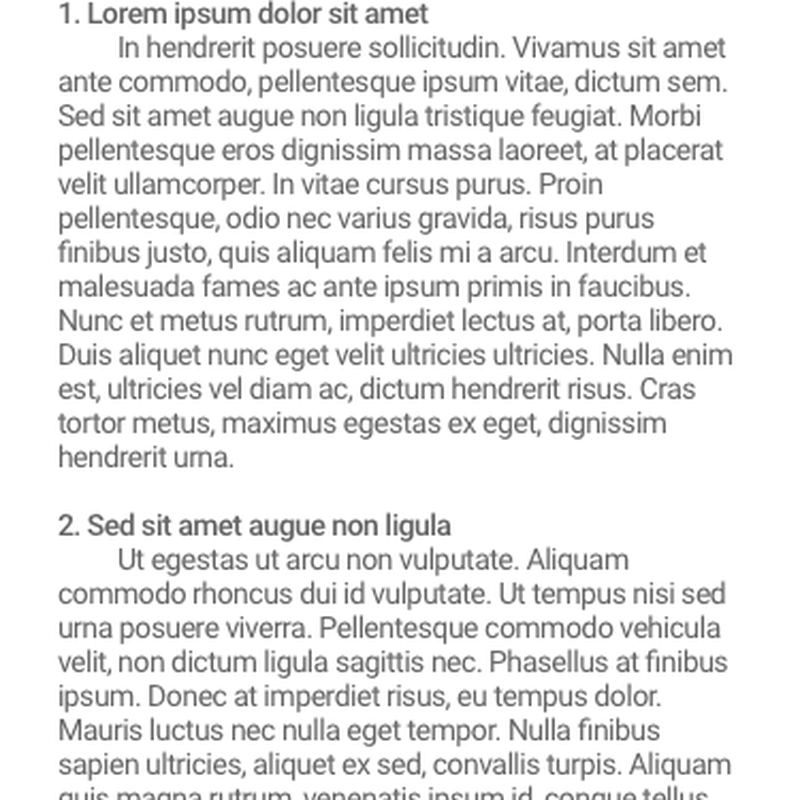 1. Lorem ipsum dolor sit amet
In hendrerit posuere sollicitudin. Vivamus sit amet
ante commodo, pellentesque ipsum vitae, dictum sem.
Sed sit amet augue non ligula tristique feugiat. Morbi
pellentesque eros dignissim massa laoreet, at placerat
velit ullamcorper. In vitae cursus purus. Proin
pellentesque, odio nec varius gravida, risus purus
finibus justo, quis aliquam felis mi a arcu. Interdum et
malesuada fames ac ante ipsum primis in faucibus.
Nunc et metus rutrum, imperdiet lectus at, porta libero.
Duis aliquet nunc eget velit ultricies ultricies. Nulla enim
est, ultricies vel diam ac, dictum hendrerit risus. Cras
tortor metus, maximus egestas ex eget, dignissim
hendrerit urna.
2. Sed sit amet augue non ligula
Ut egestas ut arcu non vulputate. Aliquam
commodo rhoncus dui id vulputate. Ut tempus nisi sed
urna posuere viverra. Pellentesque commodo vehicula
velit, non dictum ligula sagittis nec. Phasellus at finibus
ipsum. Donec at imperdiet risus, eu tempus dolor.
Mauris luctus nec nulla eget tempor. Nulla finibus
sapien ultricies, aliquet ex sed, convallis turpis. Aliquam
quis magna rutrum, venenatis ipsum id, congue tellus